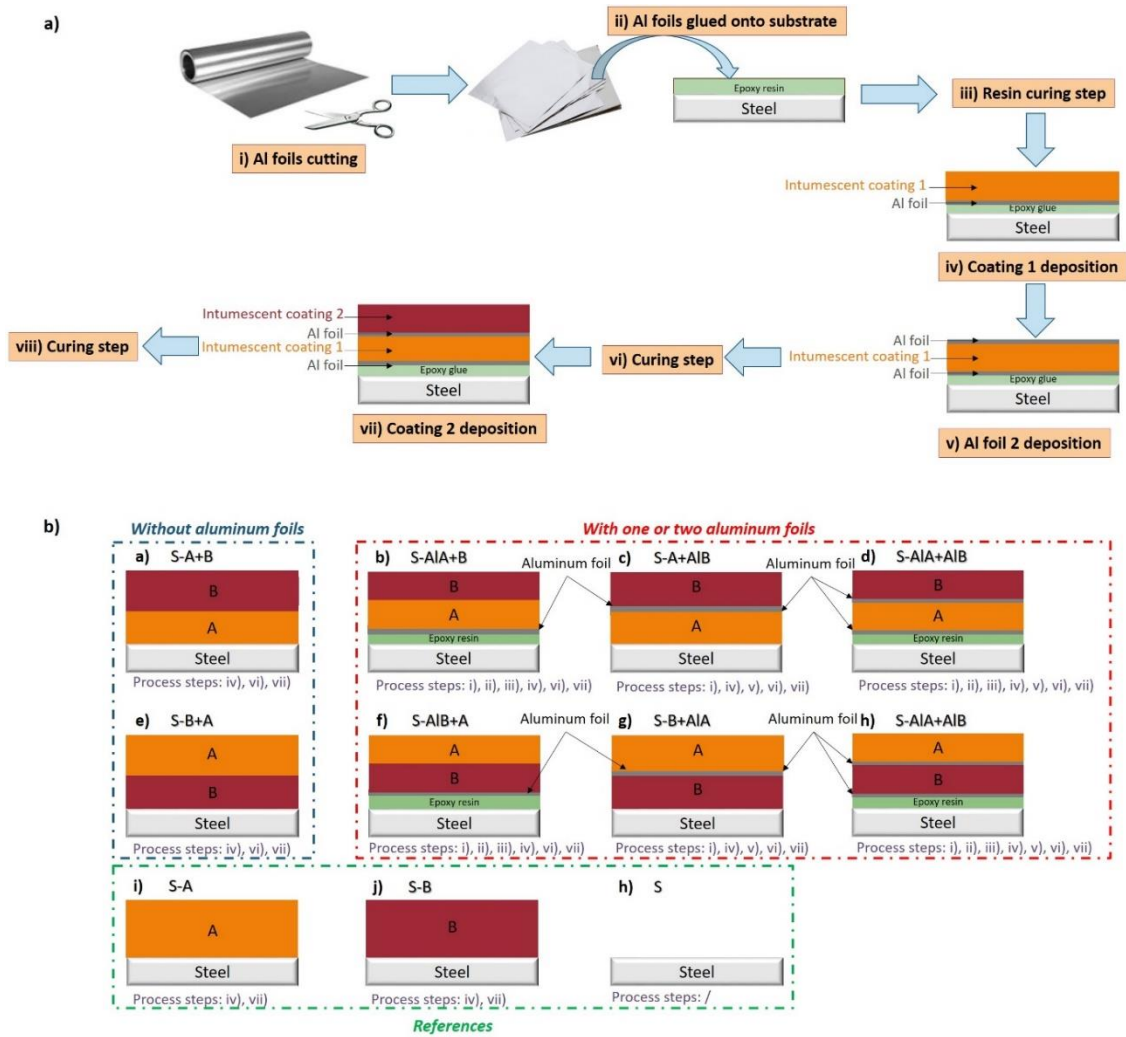 a)
ii) Al foils glued onto substrate
Epoxy resin
Steel
iii) Resin curing step
i) Al foils cutting
Intumescent coating 1
Al foil
Epoxy glue
Steel
iv) Coating 1 deposition
Intumescent coating 2
Al foil
Intumescent coating 1
Al foil
Epoxy glue
Steel
viii) Curing step
vi) Curing step
Al foil
Intumescent coating 1
Al foil
Epoxy glue
Steel
vii) Coating 2 deposition
v) Al foil 2 deposition
b)
Without aluminum foils
With one or two aluminum foils
a) S-A+B
B
A
Steel
Process steps: iv), vi), vii)
b) S-AlA+B
Aluminum foil
B
A
Epoxy resin
Steel
Process steps: i), ii), iii), iv), vi), vii)
c) S-A+AlB
B
A
Steel
Process steps: i), iv), v), vi), vii)
Aluminum foil
d) S-AlA+AlB
B
A
Epoxy resin
Steel
Process steps: i), ii), iii), iv), v), vi), vii)
e) S-B+A
A
B
Steel
Process steps: iv), vi), vii)
f) S-AlB+A
Aluminum foil
A
B
Epoxy resin
Steel
Process steps: i), ii), iii), iv), vi), vii)
g) S-B+AlA
A
B
Steel
Process steps: i), iv), v), vi), vii)
Aluminum foil
h) S-AlA+AlB
A
B
Epoxy resin
Steel
Process steps: i), ii), iii), iv), v), vi), vii)
i) S-A
A
Steel
Process steps: iv), vii)
j) S-B
B
Steel
Process steps: iv), vii)
h) S
Steel
Process steps: /
References